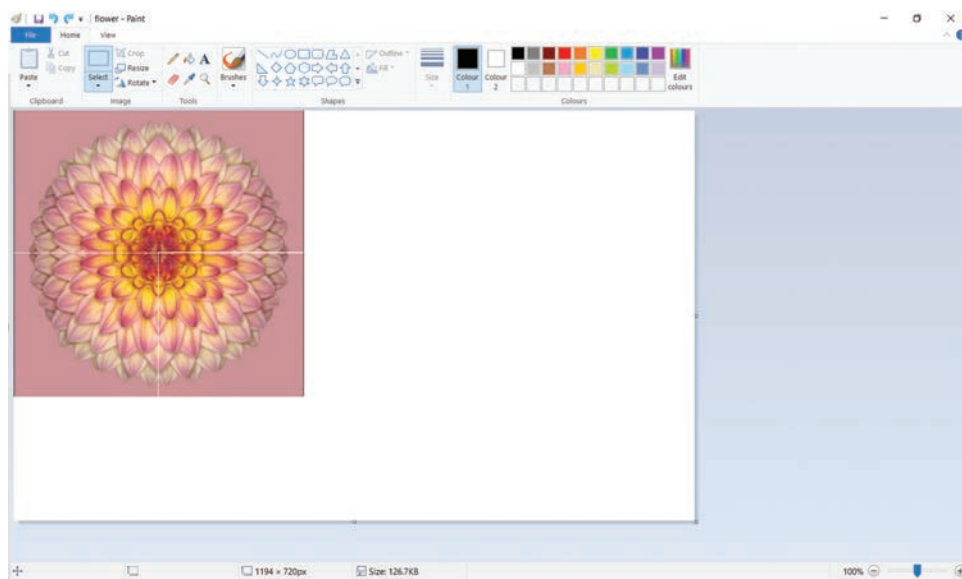 flower - Paint
File Home View
Paste
Cut
Copy
Select
Crop
Resize
Rotate
A
Brushes
Outline
Fill
Size
Colour 1
Colour 2
Edit colours
Clipboard Image Tools Shapes Colours
1194 × 720px Size: 126.7KB 100%